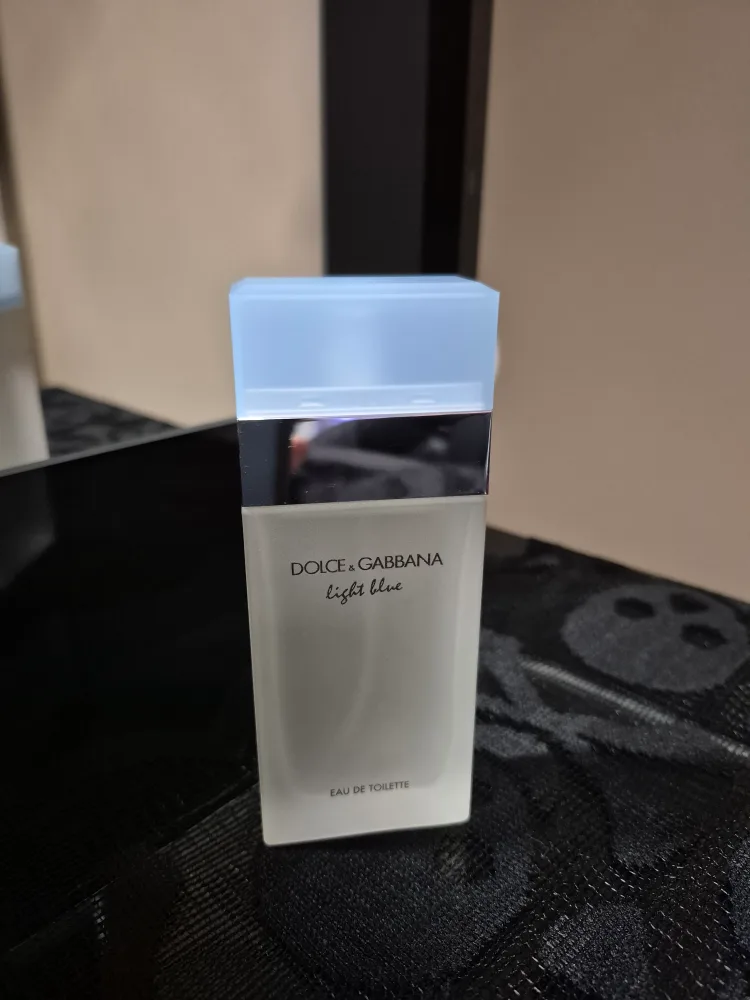 DOLCE & GABBANA
light blue
EAU DE TOILETTE